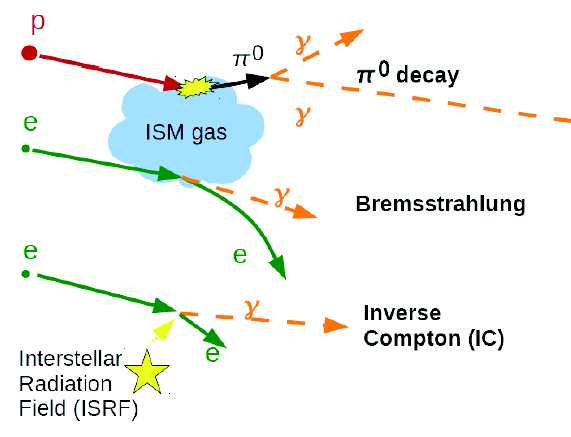 p
π⁰
γ
π⁰ decay
γ
ISM gas
e
γ
Bremsstrahlung
e
e
γ
Inverse
Compton (IC)
e
Interstellar
Radiation
Field (ISRF)